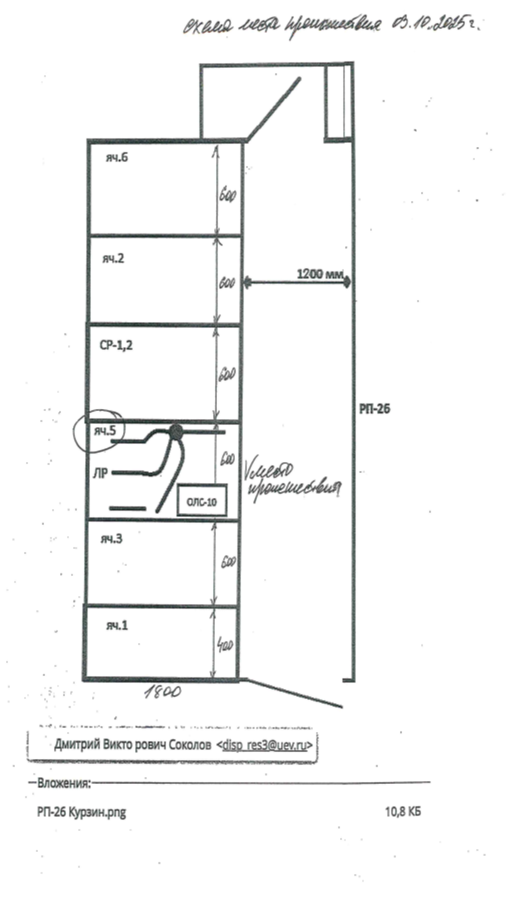 схема места происшествия 09.10.2025г.
яч.6
600
яч.2
600
1200 мм
СР-1,2
600
РП-26
яч.5
600
ЛР
место
происшествия
ОЛС-10
яч.3
600
яч.1
400
1800
Дмитрий Викто рович Соколов <disp_res3@uev.ru>
Вложения:
РП-26 Курзин.png 10,8 КБ